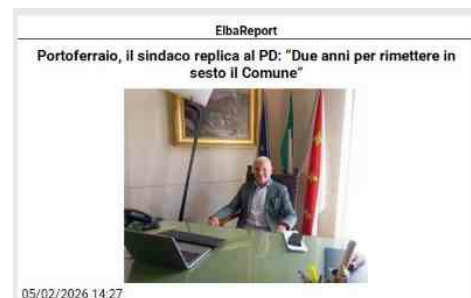 ElbaReport
Portoferraio, il sindaco replica al PD: “Due anni per rimettere in
sesto il Comune”
05/02/2026 14:27